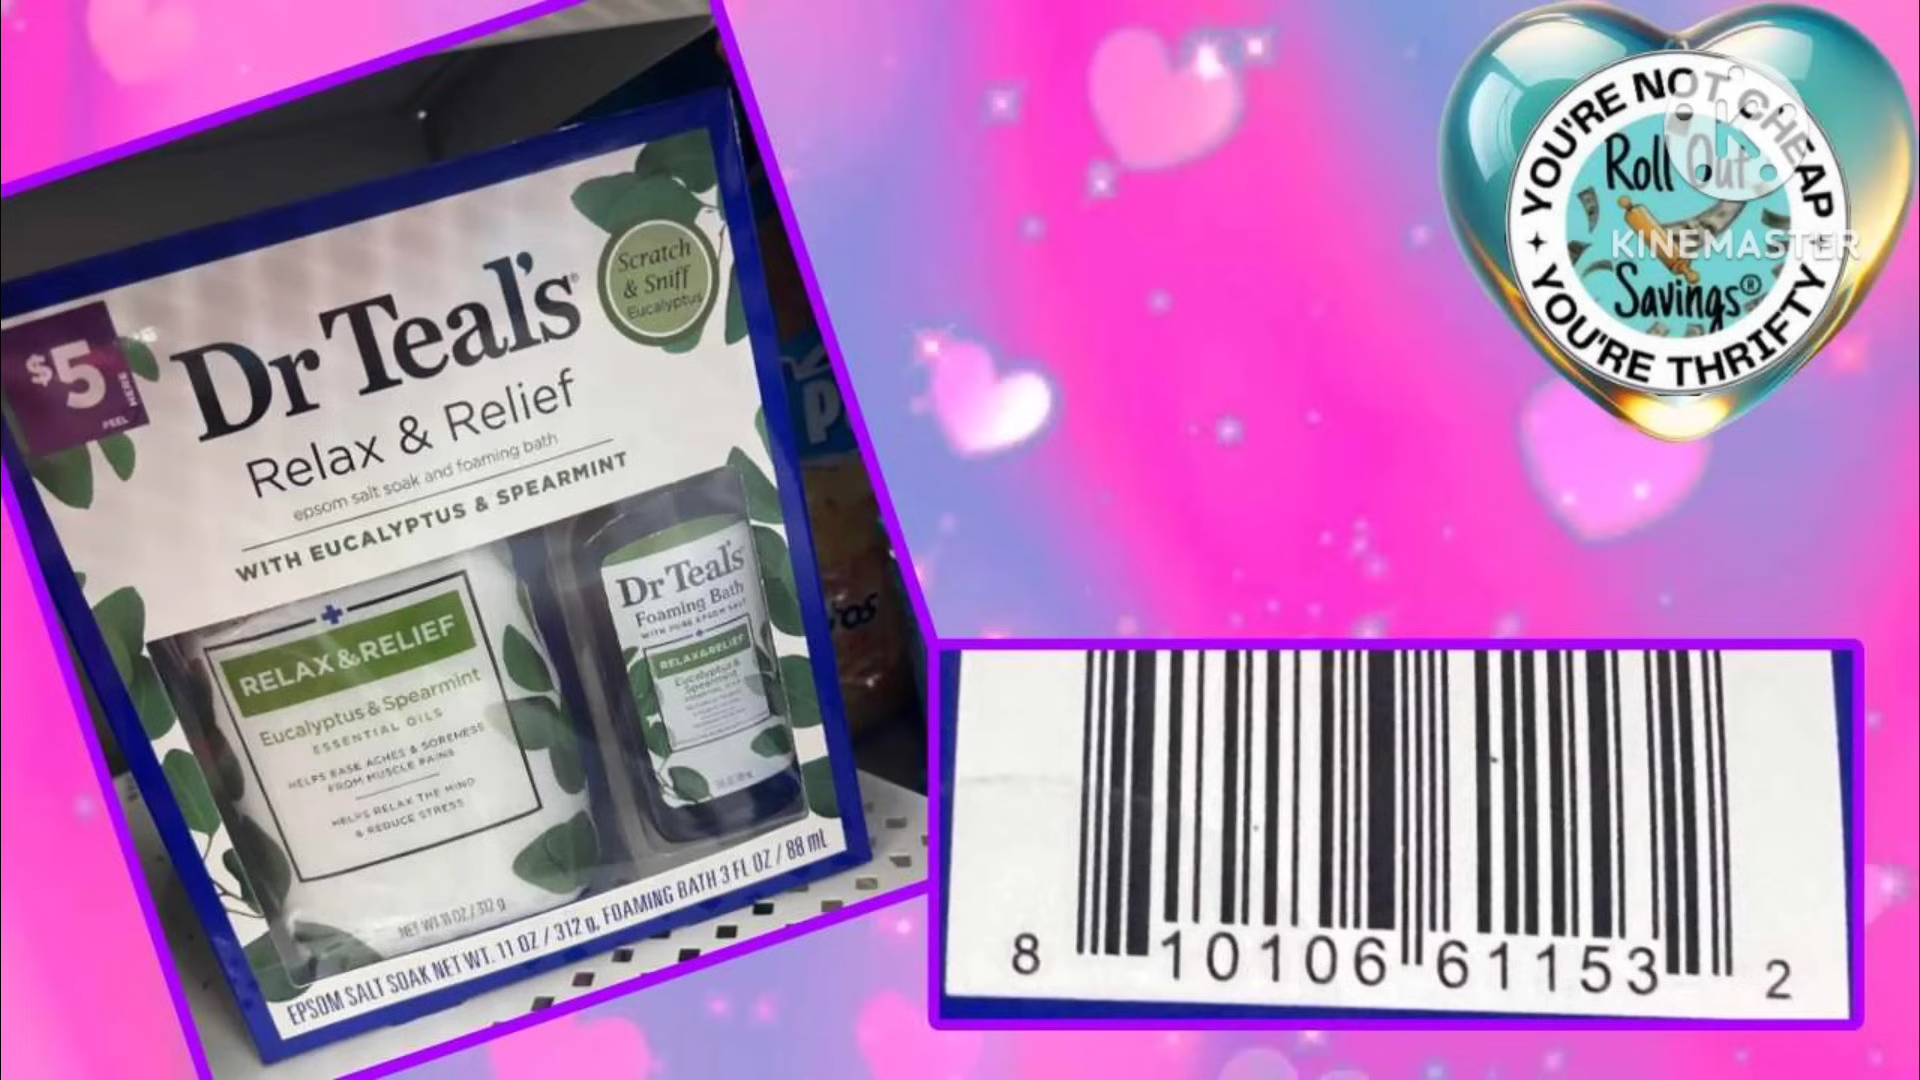 $5
PEEL
HERE
Dr Teal's®
Relax & Relief
epsom salt soak and foaming bath
WITH EUCALYPTUS & SPEARMINT
Scratch
& Sniff
Eucalyptus
RELAX&RELIEF
Eucalyptus & Spearmint
ESSENTIAL OILS
HELPS EASE ACHES & SORENESS
FROM MUSCLE PAINS
HELPS RELAX THE MIND
& REDUCE STRESS
NET WT 11 OZ / 312 g
Dr Teal's
Foaming Bath
WITH PURE EPSOM SALT
RELAX&RELIEF
Eucalyptus &
Spearmint
EPSOM SALT SOAK NET WT. 11 OZ / 312 g, FOAMING BATH 3 FL OZ / 88 mL
YOU'RE NOT CHEAP
Roll Out
Savings®
YOU'RE THRIFTY
KINEMASTER
8 10106 61153 2